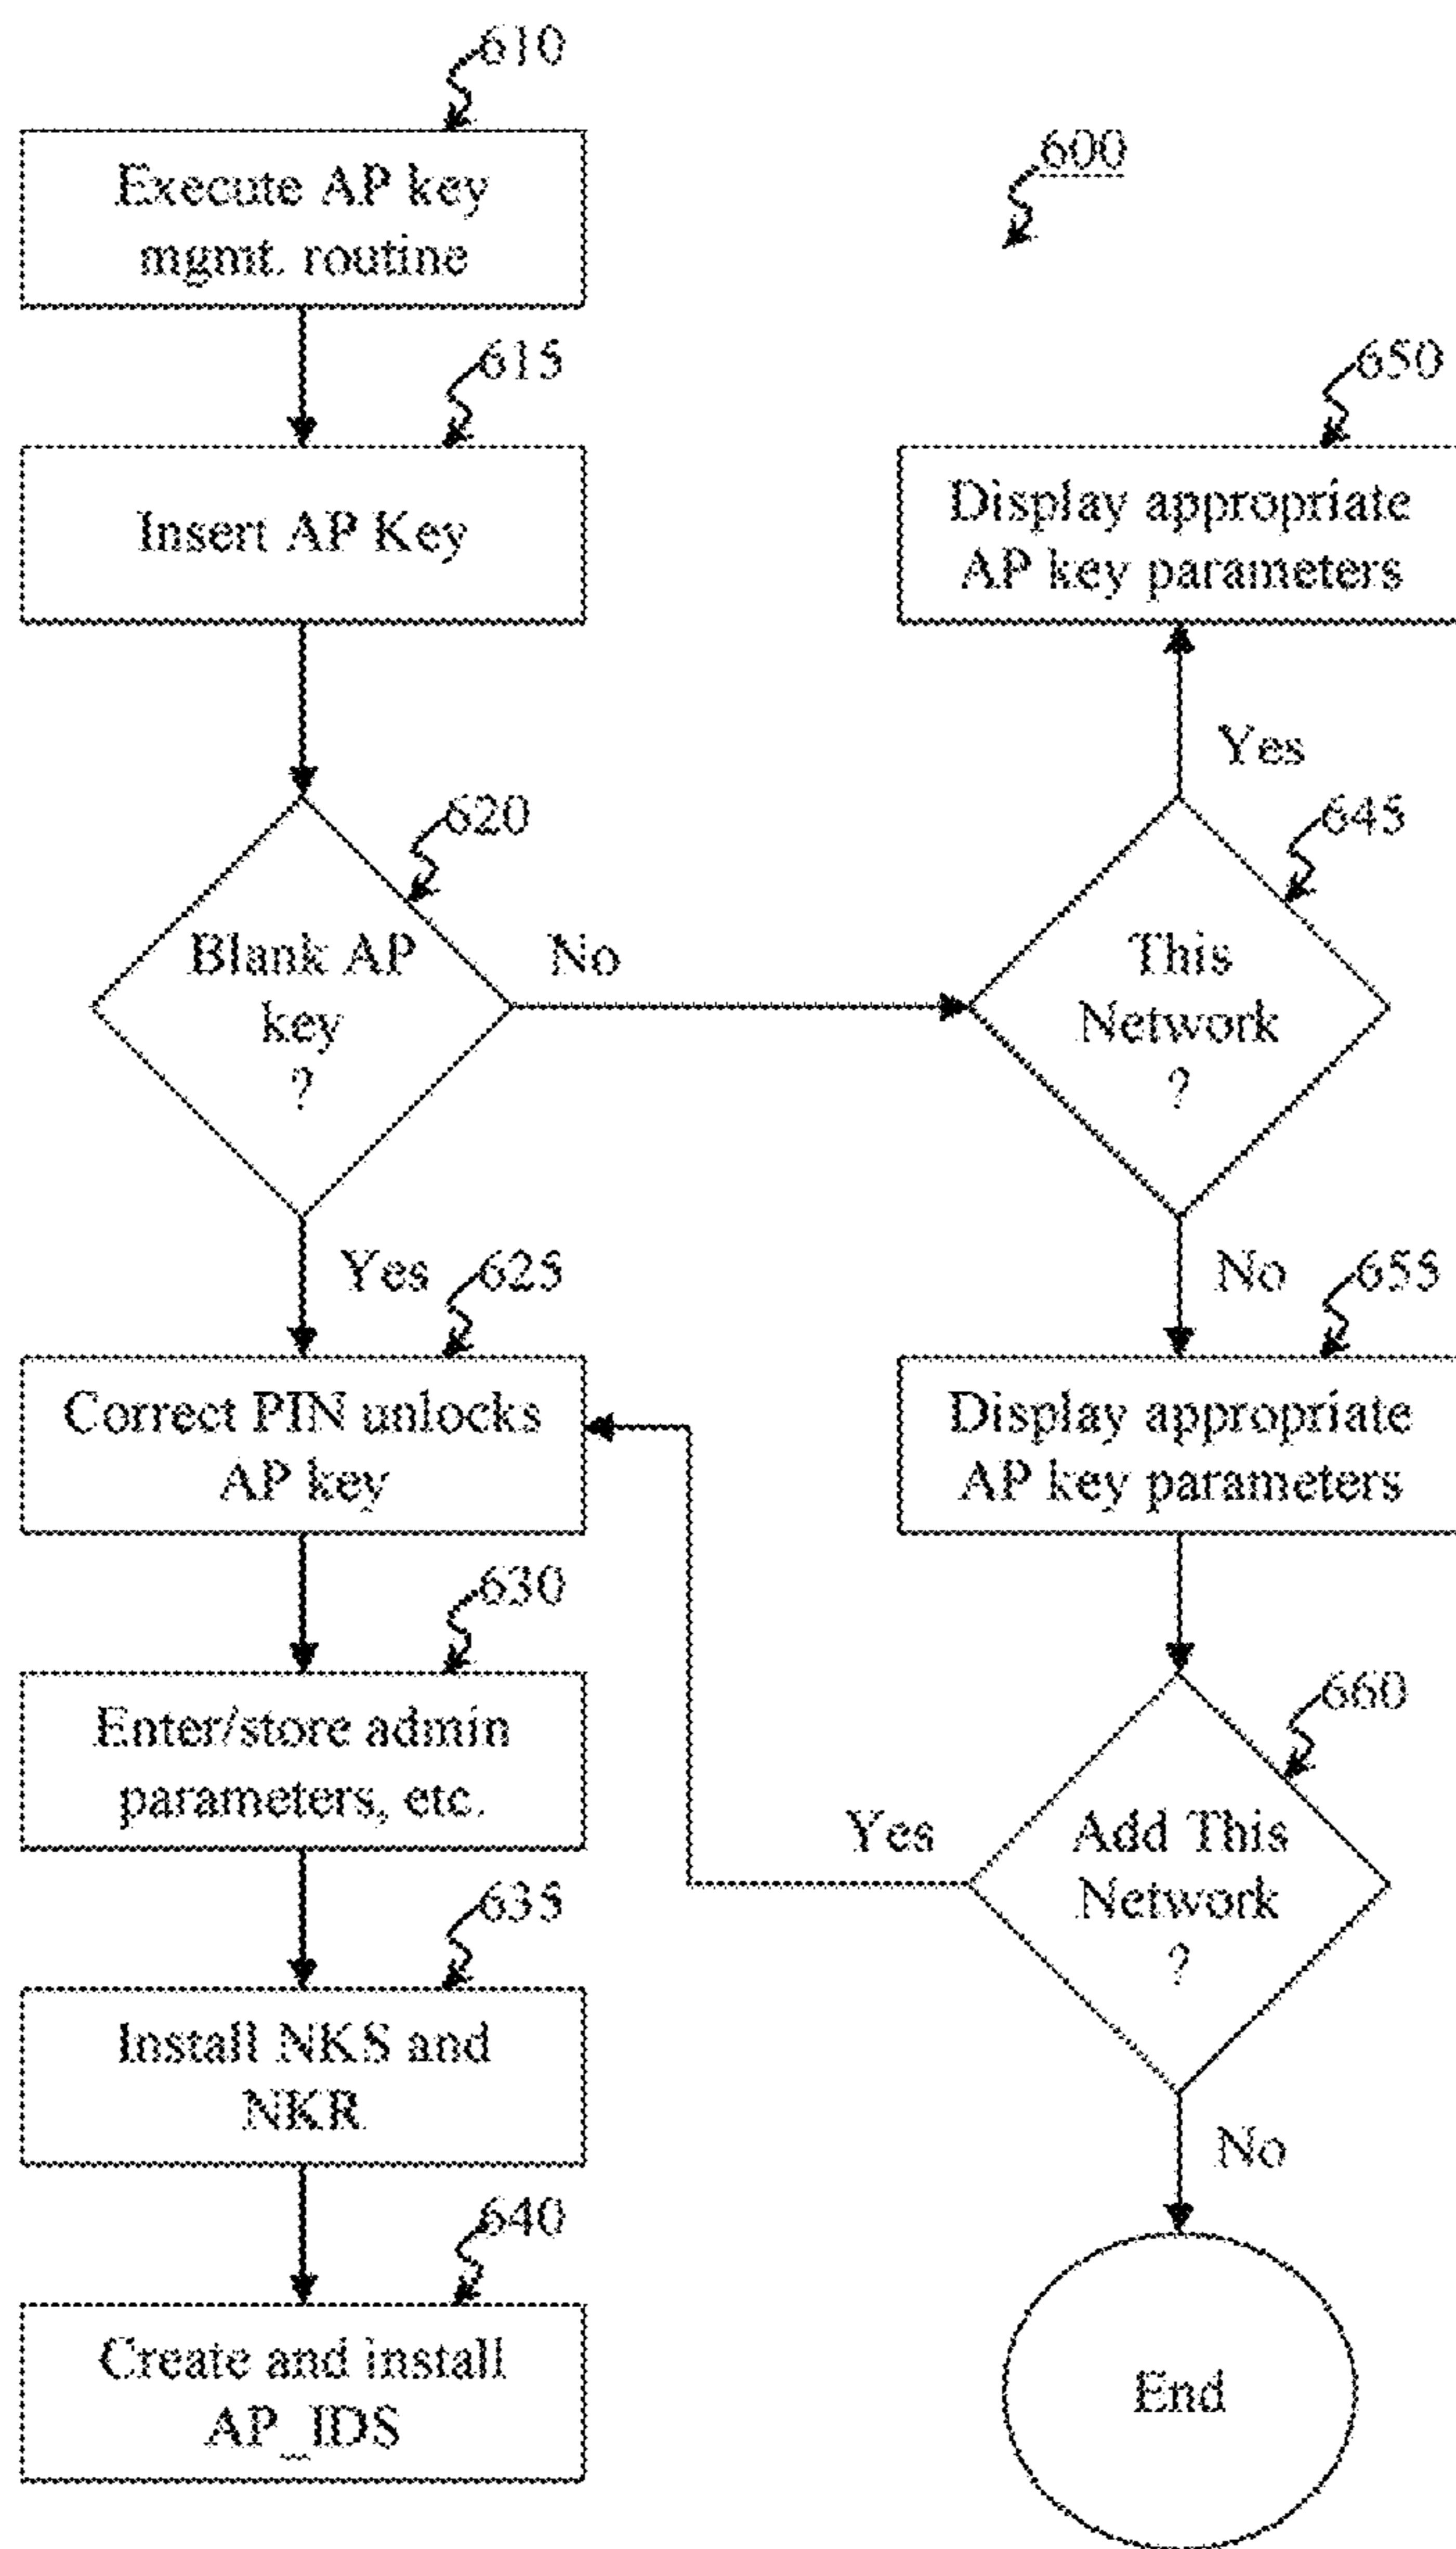 610
Execute AP key
mgmt. routine
600
615
Insert AP Key
650
Display appropriate
AP key parameters
Yes
620
Blank AP
key
?
No
645
This
Network
?
Yes
625
Correct PIN unlocks
AP key
No
655
Display appropriate
AP key parameters
630
Enter/store admin
parameters, etc.
660
Add This
Network
?
Yes
635
Install NKS and
NKR
No
640
Create and install
AP_IDS
End